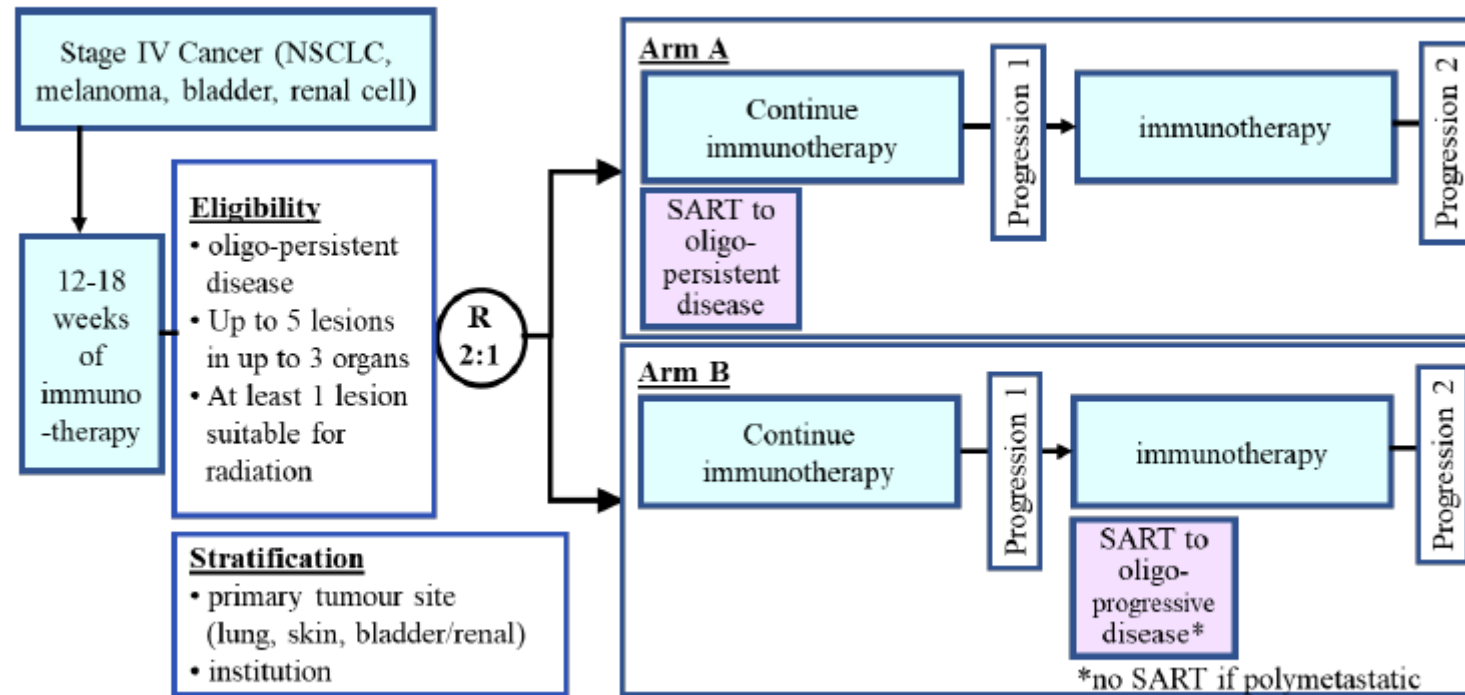 Stage IV Cancer (NSCLC,
melanoma, bladder, renal cell)
12-18
weeks
of
immuno
-therapy
Eligibility
• oligo-persistent
disease
• Up to 5 lesions
in up to 3 organs
• At least 1 lesion
suitable for
radiation
Stratification
• primary tumour site
(lung, skin, bladder/renal)
• institution
R
2:1
Arm A
Continue
immunotherapy
SART to
oligo-
persistent
disease
Progression 1
immunotherapy
Progression 2
Arm B
Continue
immunotherapy
Progression 1
immunotherapy
SART to
oligo-
progressive
disease*
Progression 2
*no SART if polymetastatic